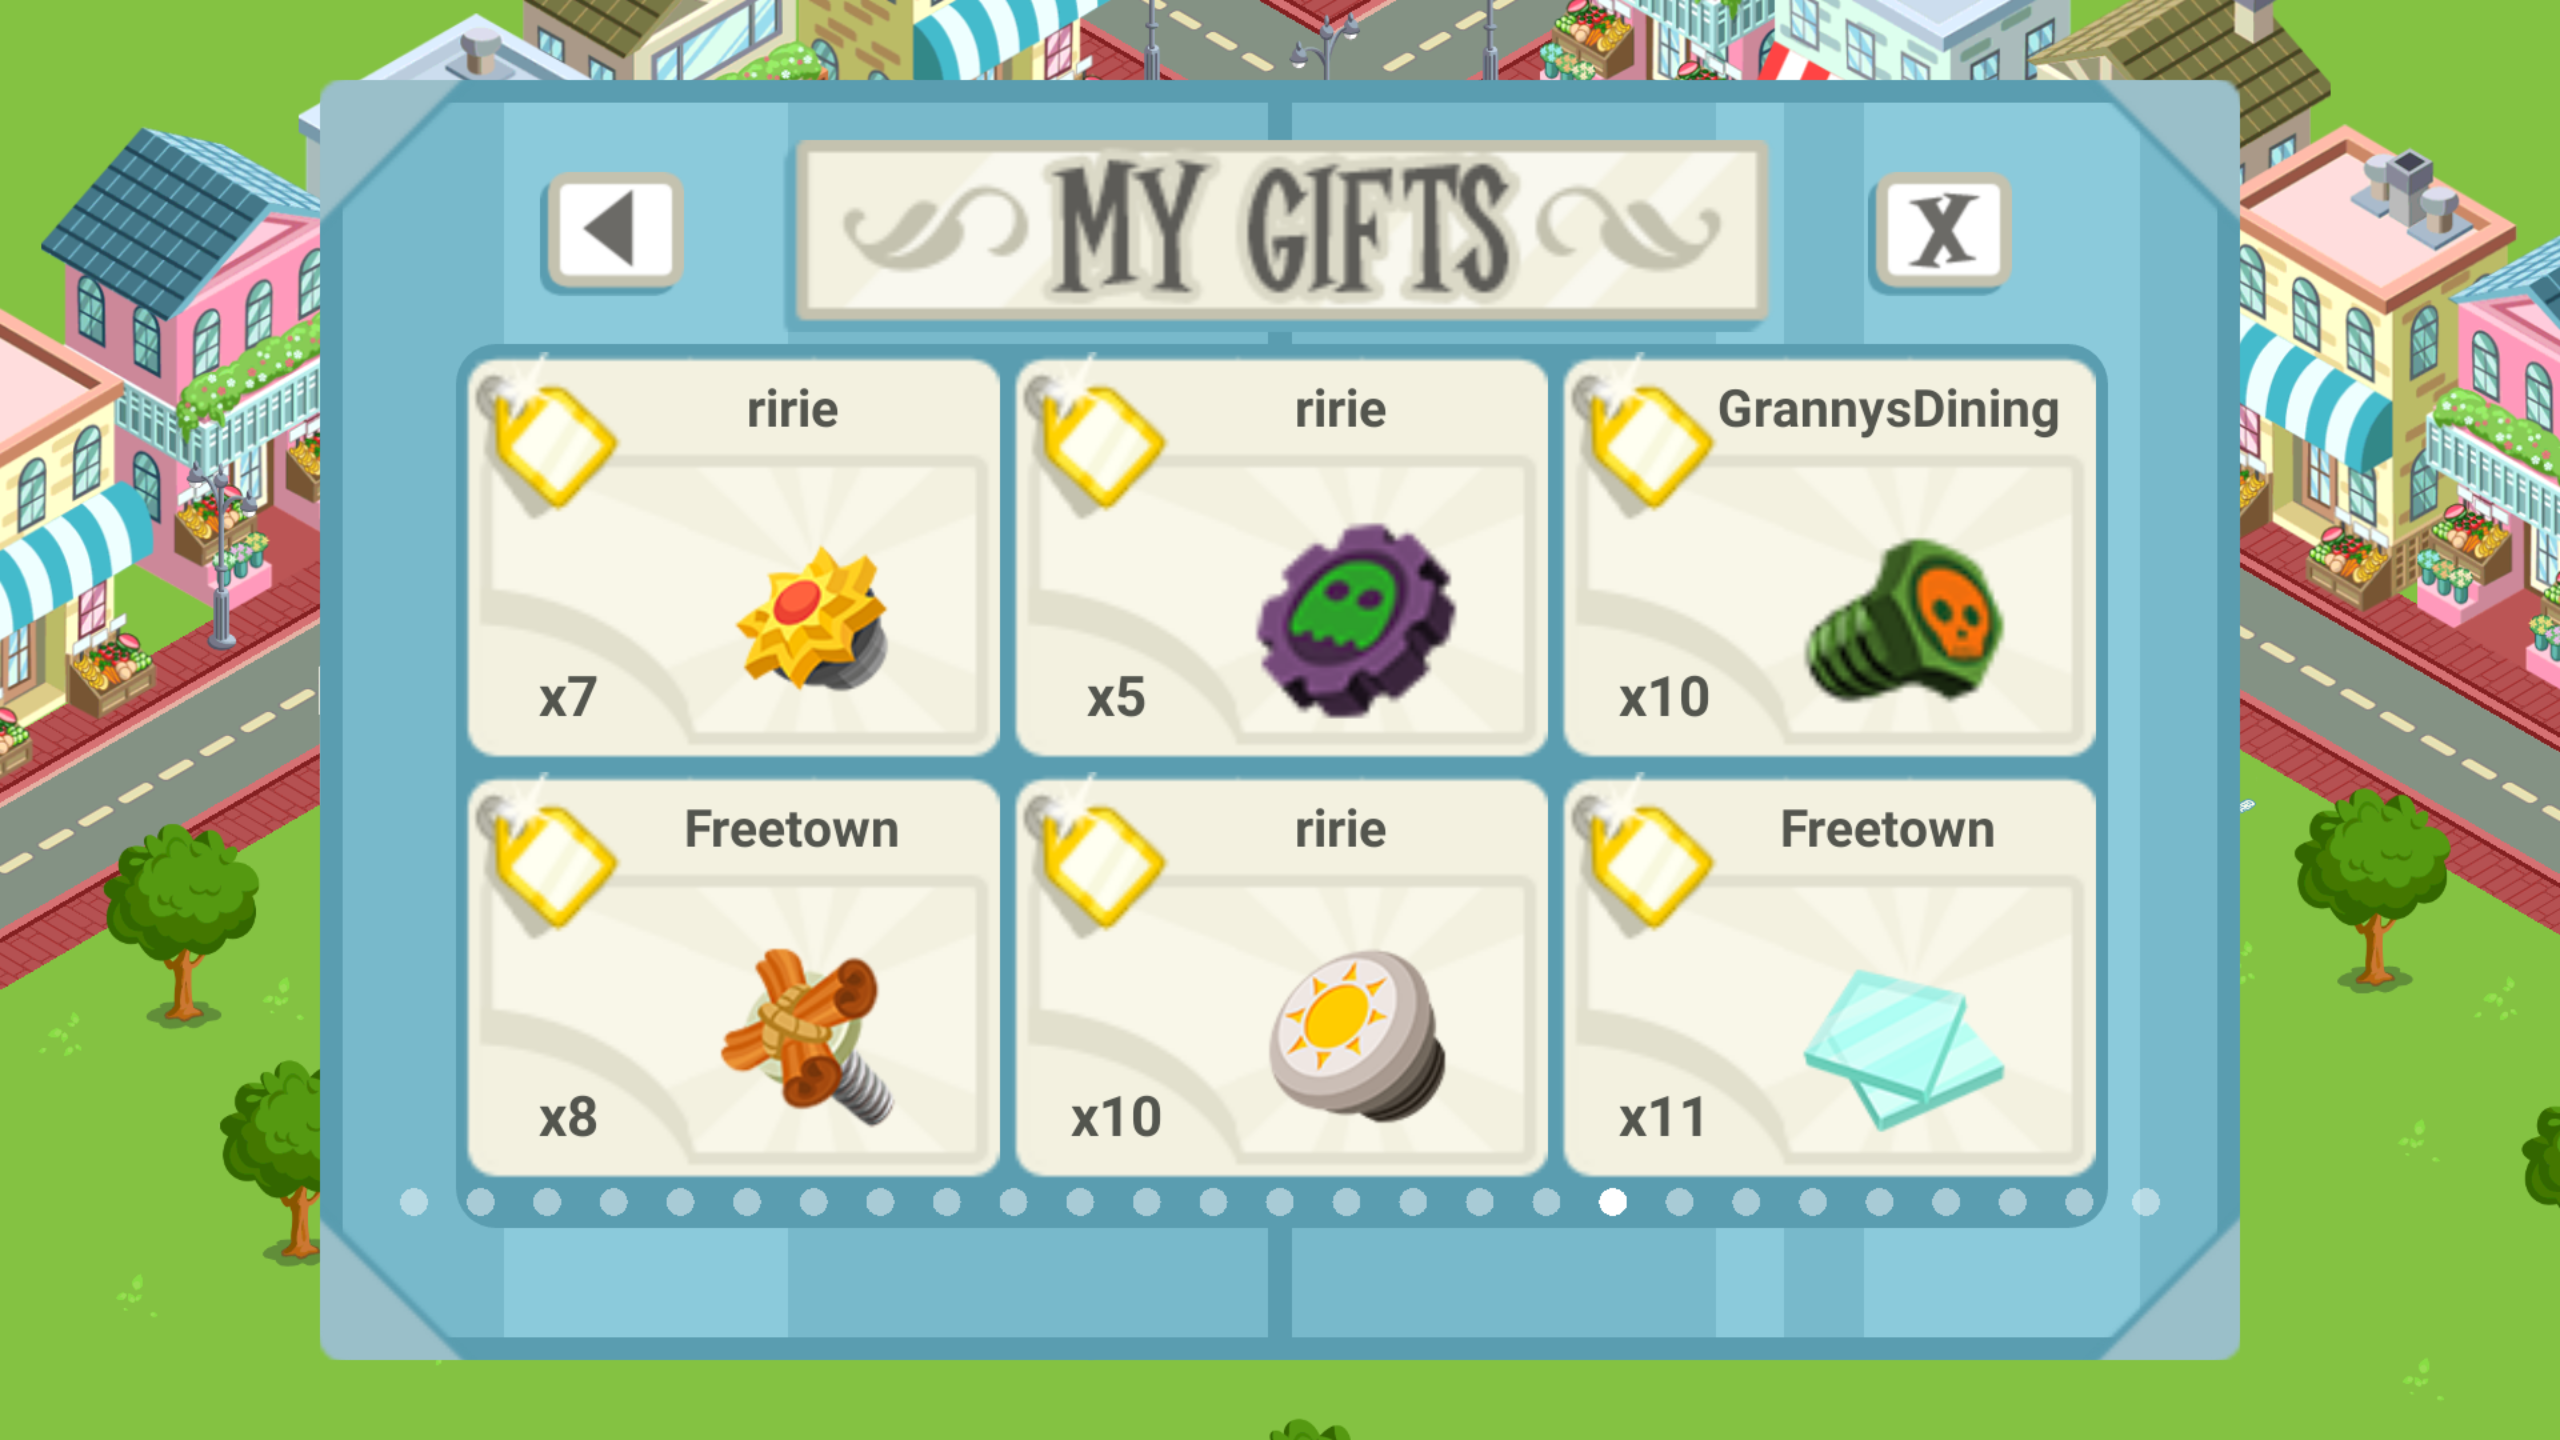 MY GIFTS
X
ririe
x7
ririe
x5
GrannysDining
x10
Freetown
x8
ririe
x10
Freetown
x11